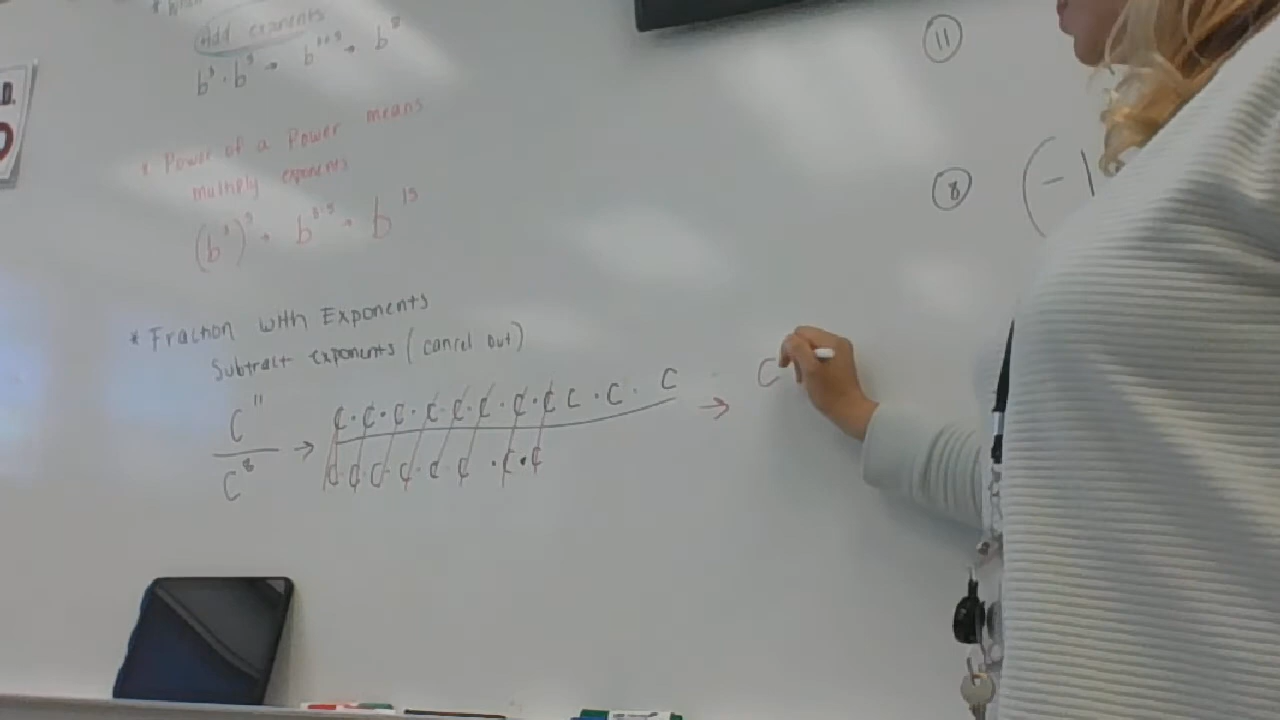 Add exponents
b³ · b⁵ → b³⁺⁵ → b⁸
* Power of a Power means
multiply exponents
(b³)⁵ → b³·⁵ → b¹⁵
* Fraction with Exponents
Subtract exponents (cancel out)
c¹¹ / c⁸ → c · c · c · c · c · c · c · c c · c · c / c · c · c · c · c · c · c · c → c
11
8 (-1